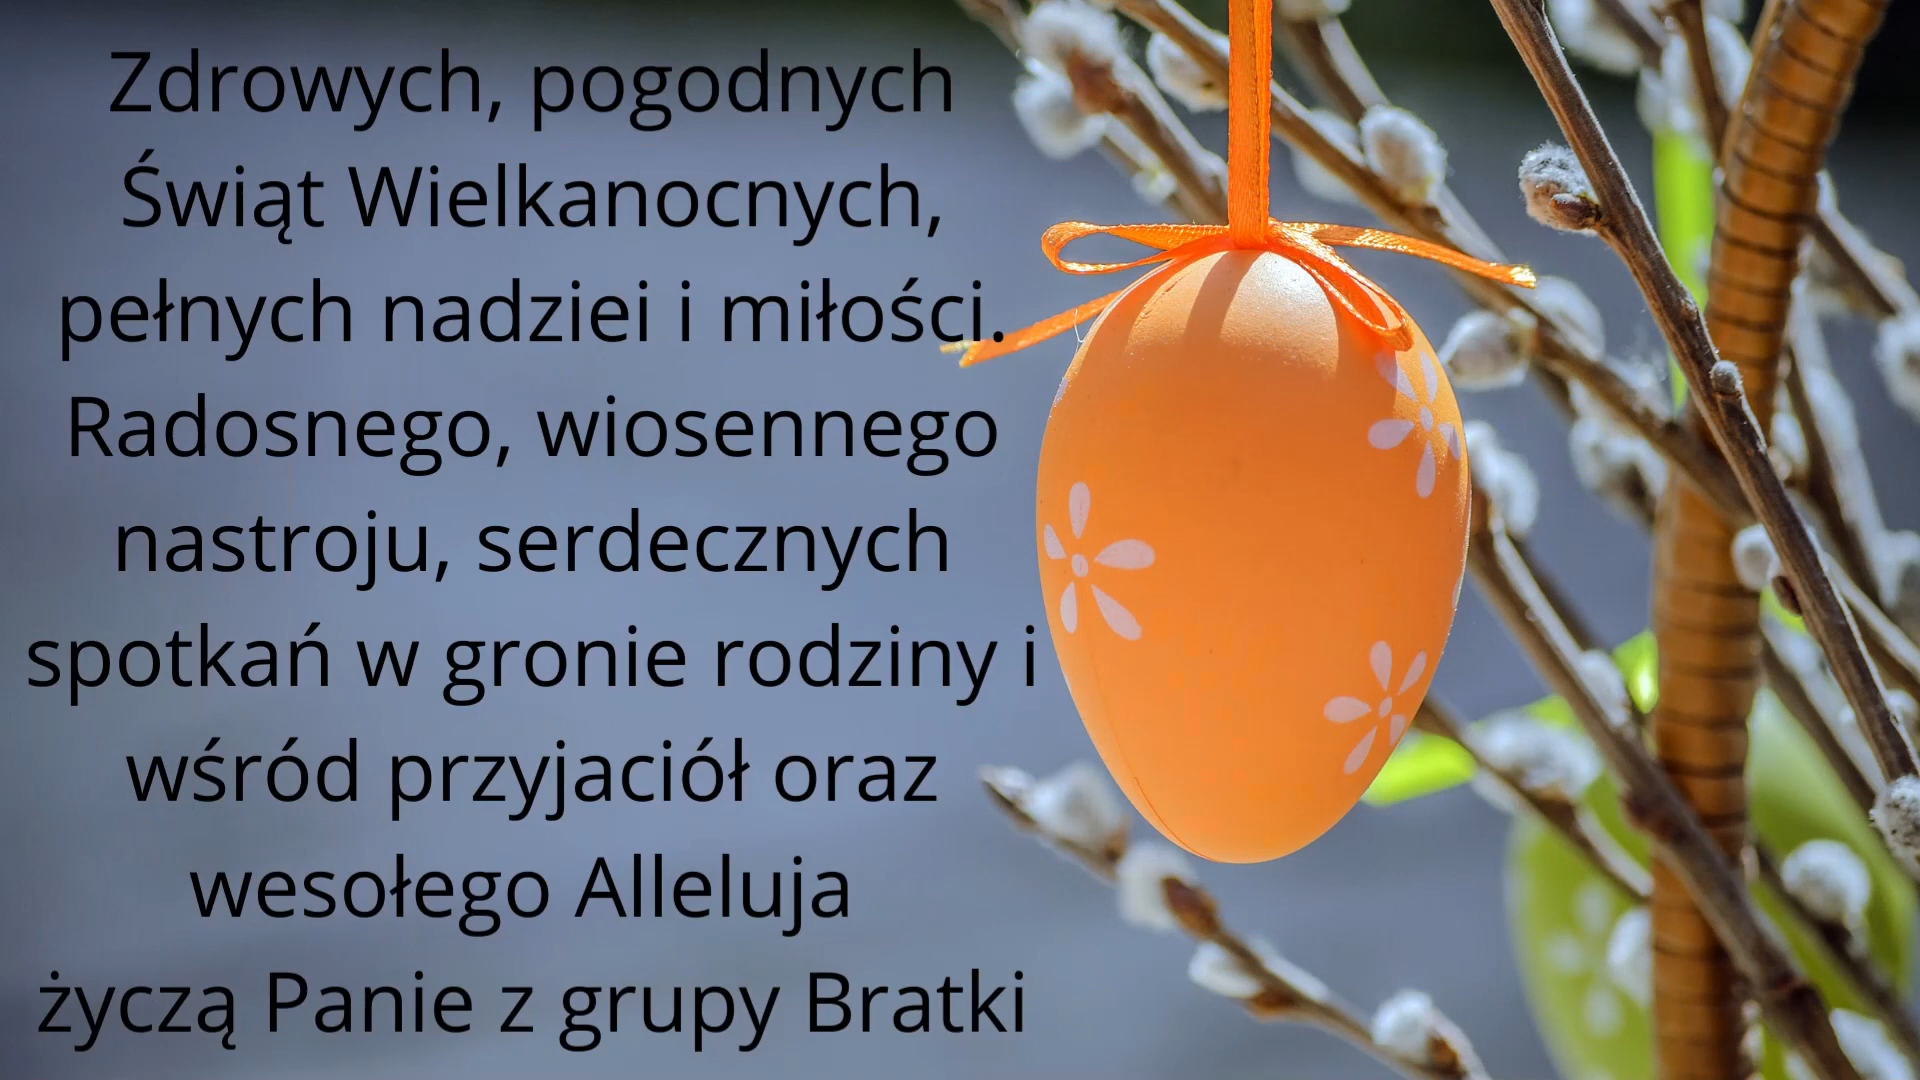 Zdrowych, pogodnych
Świąt Wielkanocnych,
pełnych nadziei i miłości.
Radosnego, wiosennego
nastroju, serdecznych
spotkań w gronie rodziny i
wśród przyjaciół oraz
wesołego Alleluja
życzą Panie z grupy Bratki